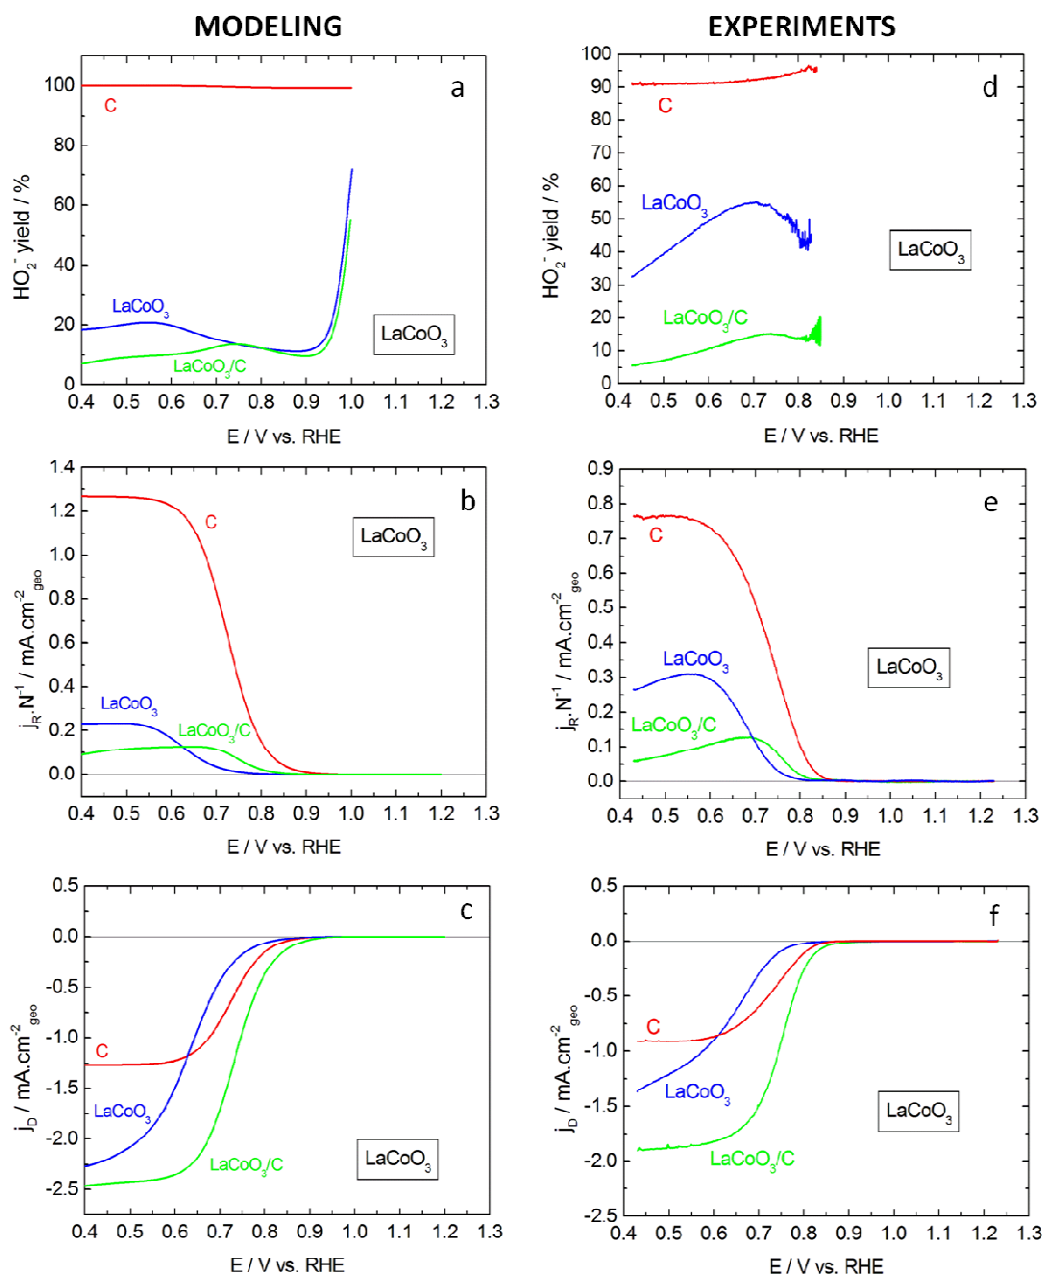 MODELING
EXPERIMENTS
a
100
80
60
40
20
0
HO₂⁻ yield / %
C
LaCoO₃
LaCoO₃/C
LaCoO₃
0.4 0.5 0.6 0.7 0.8 0.9 1.0 1.1 1.2 1.3
E / V vs. RHE
d
100
90
80
70
60
50
40
30
20
10
0
HO₂⁻ yield / %
C
LaCoO₃
LaCoO₃/C
LaCoO₃
0.4 0.5 0.6 0.7 0.8 0.9 1.0 1.1 1.2 1.3
E / V vs. RHE
b
1.4
1.2
1.0
0.8
0.6
0.4
0.2
0.0
j_R.N⁻¹ / mA.cm⁻²_geo
C
LaCoO₃
LaCoO₃
LaCoO₃/C
0.4 0.5 0.6 0.7 0.8 0.9 1.0 1.1 1.2 1.3
E / V vs. RHE
e
0.9
0.8
0.7
0.6
0.5
0.4
0.3
0.2
0.1
0.0
j_R.N⁻¹ / mA.cm⁻²_geo
C
LaCoO₃
LaCoO₃
LaCoO₃/C
0.4 0.5 0.6 0.7 0.8 0.9 1.0 1.1 1.2 1.3
E / V vs. RHE
c
0.5
0.0
-0.5
-1.0
-1.5
-2.0
-2.5
j_D / mA.cm⁻²_geo
C
LaCoO₃
LaCoO₃/C
LaCoO₃
0.4 0.5 0.6 0.7 0.8 0.9 1.0 1.1 1.2 1.3
E / V vs. RHE
f
0.5
0.0
-0.5
-1.0
-1.5
-2.0
-2.5
j_D / mA.cm⁻²_geo
C
LaCoO₃
LaCoO₃
LaCoO₃/C
0.4 0.5 0.6 0.7 0.8 0.9 1.0 1.1 1.2 1.3
E / V vs. RHE